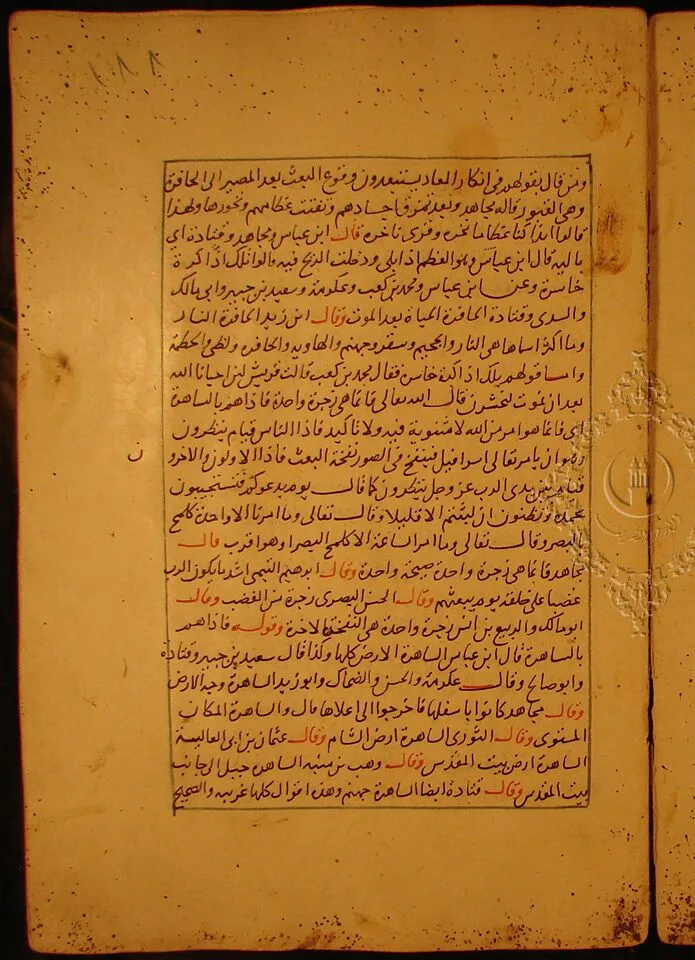 ١٨٨
ومن قال بقولهم في انكار المعاد يستبعدون وقوع البعث بعد المصير الى الحافرة
وهي القبور قاله مجاهد وبعد تمزق اجسادهم وتفتت عظامهم ونخورها ولهذا
قالوا ائذا كنا عظاما نخرة وقرئ ناخرة قال ابن عباس ومجاهد وقتادة اي
بالية قال ابن عباس وهو العظم اذا بلي ودخلت الريح فيه قالوا تلك اذا كرة
خاسرة وعن ابن عباس ومحمد بن كعب وعكرمة وسعيد بن جبير وابي مالك
والسدي وقتادة الحافرة الحياة بعد الموت وقال ابن زيد الحافرة النار
وما اكثر اسماها هي النار والجحيم وسقر وجهنم والهاوية والحافرة ولظى والحطمة
واما قولهم تلك اذا كرة خاسرة فقال محمد بن كعب قالت قريش لئن احيانا الله
بعد ان نموت لنخسرن قال الله تعالى فانما هي زجرة واحدة فاذا هم بالساهرة
اي فانما هو امر من الله لا مثنوية فيه ولا تاكيد فاذا الناس قيام ينظرون
وهو ان يامر تعالى اسرافيل فينفخ في الصور نفخة البعث فاذا الاولون والاخرو
ن
قيام بين يدي الرب عز وجل ينظرون كما قال يوم يدعوكم فتستجيبون
بحمده وتظنون ان لبثتم الا قليلا وقال تعالى وما امرنا الا واحدة كلمح
بالبصر وقال تعالى وما امر الساعة الا كلمح البصر او هو اقرب قال
مجاهد فانما هي زجرة واحدة صيحة واحدة وقال ابرهيم التيمي اشد ما يكون الرب
غضبا على خلقه يوم يبعثهم وقال الحسن البصري زجرة من الغضب وقال
ابو مالك والربيع بن انس زجرة واحدة هي النفخة الاخرة وقوله فاذا هم
بالساهرة قال ابن عباس الساهرة الارض كلها وكذا قال سعيد بن جبير وقتادة
وابو صالح وقال عكرمة والحسن والضحاك وابو زيد الساهرة وجه الارض
وقال مجاهد كانوا باسفلها فاخرجوا الى اعلاها قال والساهرة المكان
المستوى وقال الثورى الساهرة ارض الشام وقال عثمان بن ابي العالية
الساهرة ارض بيت المقدس وقال وهب بن منبه الساهرة جبل الى جانب
بيت المقدس وقال قتادة ايضا الساهرة جهنم وهذه اقوال كلها غريبة والصحيح